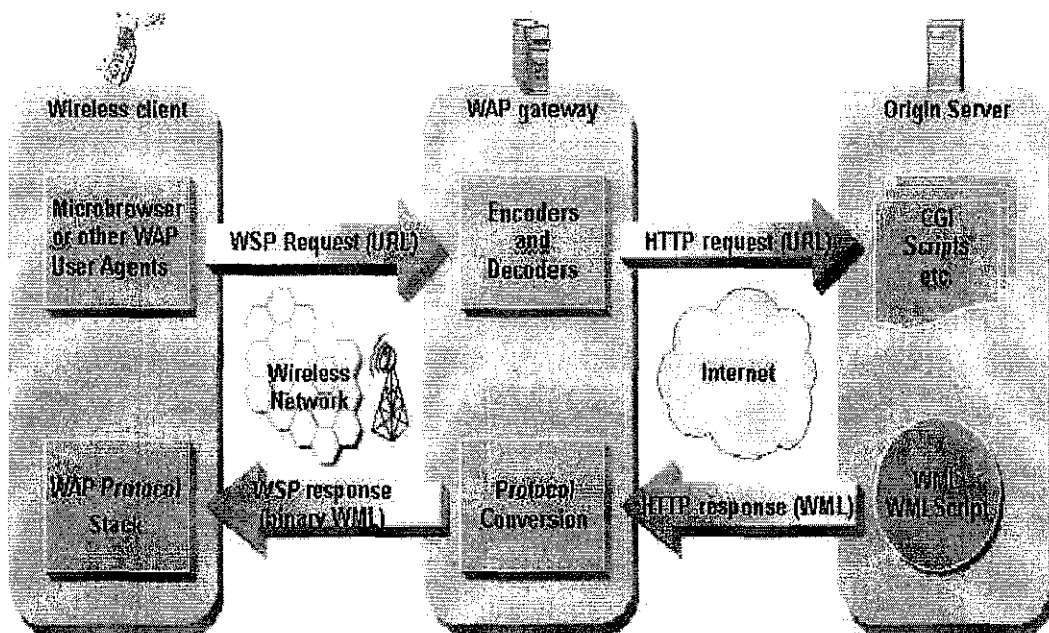 Wireless client
WAP gateway
Origin Server
Microbrowser
or other WAP
User Agents
WSP Request (URL)
Encoders
and
Decoders
HTTP request (URL)
CGI
Scripts
etc
Wireless
Network
Internet
WAP Protocol
Stack
WSP response
(binary WML)
Protocol
Conversion
HTTP response (WML)
WML
WMLScript